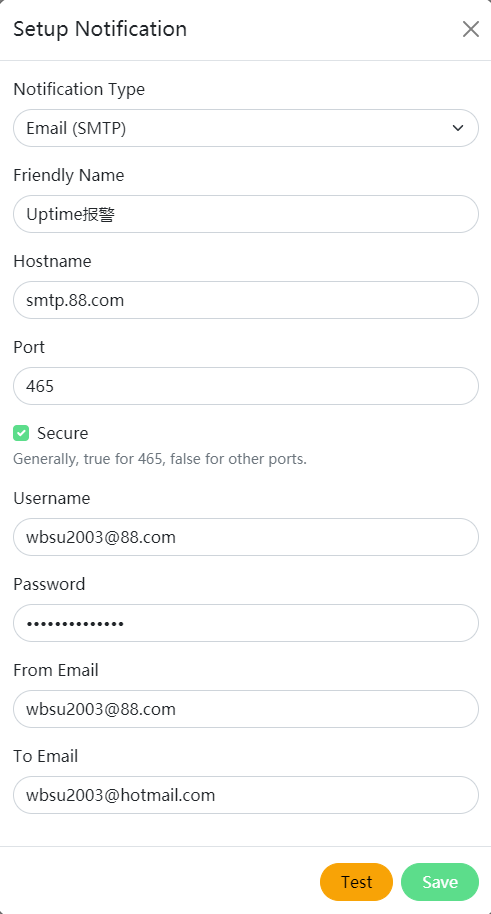 Setup Notification
Notification Type
Email (SMTP)
Friendly Name
Uptime报警
Hostname
smtp.88.com
Port
465
Secure
Generally, true for 465, false for other ports.
Username
wbsu2003@88.com
Password
••••••••••••••
From Email
wbsu2003@88.com
To Email
wbsu2003@hotmail.com
Test Save